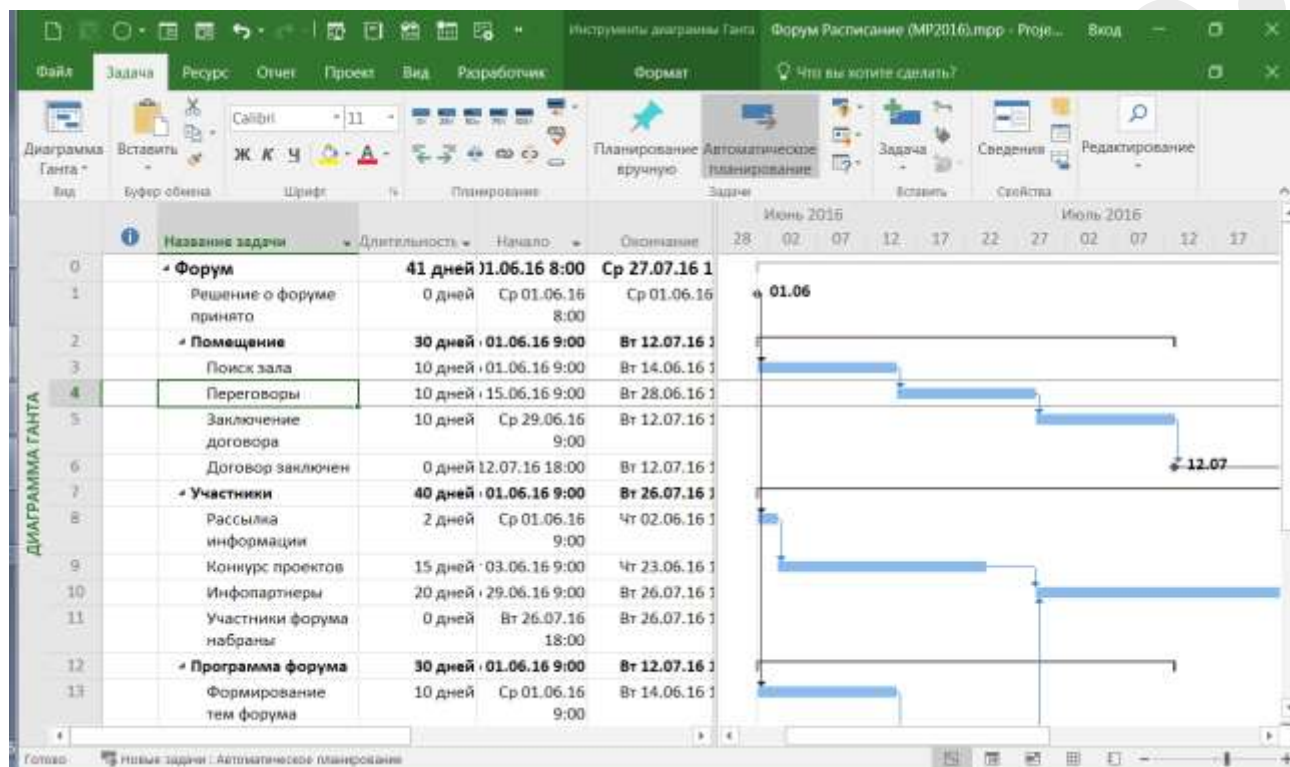 Инструменты диаграммы Ганта Форум Расписание (MP2016).mpp - Proje... Вход
Файл Задача Ресурс Отчет Проект Вид Разработчик Формат Что вы хотите сделать?
Calibri 11
Диаграмма Ганта Вставить Ж К Ч Планирование вручную Автоматическое планирование Задача Сведения Редактирование
Вид Буфер обмена Шрифт Планирование Задачи Вставить Свойства
Июнь 2016 Июль 2016
Название задачи Длительность Начало Окончание 28 02 07 12 17 22 27 02 07 12 17
0 Форум 41 дней 01.06.16 8:00 Ср 27.07.16 1
1 Решение о форуме 0 дней Ср 01.06.16 Ср 01.06.16 01.06
принято 8:00
2 Помещение 30 дней 01.06.16 9:00 Вт 12.07.16 1
3 Поиск зала 10 дней 01.06.16 9:00 Вт 14.06.16 1
4 Переговоры 10 дней 15.06.16 9:00 Вт 28.06.16 1
5 Заключение 10 дней Ср 29.06.16 Вт 12.07.16 1
договора 9:00
6 Договор заключен 0 дней 12.07.16 18:00 Вт 12.07.16 1 12.07
7 Участники 40 дней 01.06.16 9:00 Вт 26.07.16 1
8 Рассылка 2 дней Ср 01.06.16 Чт 02.06.16 1
информации 9:00
9 Конкурс проектов 15 дней 03.06.16 9:00 Чт 23.06.16 1
10 Инфопартнеры 20 дней 29.06.16 9:00 Вт 26.07.16 1
11 Участники форума 0 дней Вт 26.07.16 Вт 26.07.16 1
набраны 18:00
12 Программа форума 30 дней 01.06.16 9:00 Вт 12.07.16 1
13 Формирование 10 дней Ср 01.06.16 Вт 14.06.16 1
тем форума 9:00
ДИАГРАММА ГАНТА
Готово Новые задачи : Автоматическое планирование